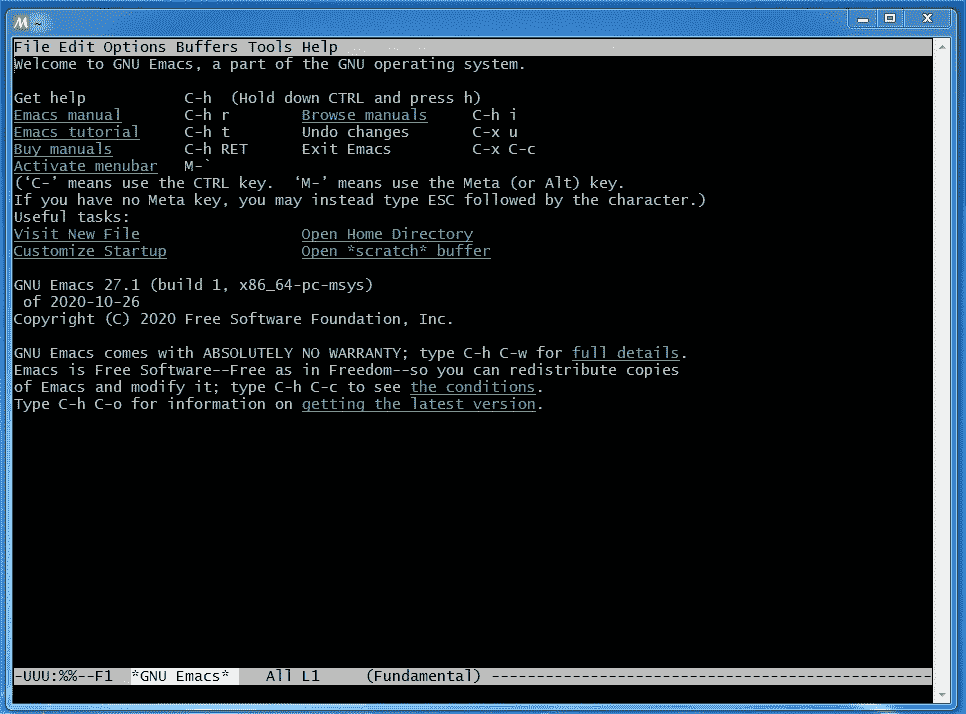 M ~
File Edit Options Buffers Tools Help
Welcome to GNU Emacs, a part of the GNU operating system.
Get help C-h (Hold down CTRL and press h)
Emacs manual C-h r Browse manuals C-h i
Emacs tutorial C-h t Undo changes C-x u
Buy manuals C-h RET Exit Emacs C-x C-c
Activate menubar M-`
(‘C-’ means use the CTRL key. ‘M-’ means use the Meta (or Alt) key.
If you have no Meta key, you may instead type ESC followed by the character.)
Useful tasks:
Visit New File Open Home Directory
Customize Startup Open *scratch* buffer
GNU Emacs 27.1 (build 1, x86_64-pc-msys)
of 2020-10-26
Copyright (C) 2020 Free Software Foundation, Inc.
GNU Emacs comes with ABSOLUTELY NO WARRANTY; type C-h C-w for full details.
Emacs is Free Software--Free as in Freedom--so you can redistribute copies
of Emacs and modify it; type C-h C-c to see the conditions.
Type C-h C-o for information on getting the latest version.
-UUU:%%--F1 *GNU Emacs* All L1 (Fundamental) -------------------------------------------------